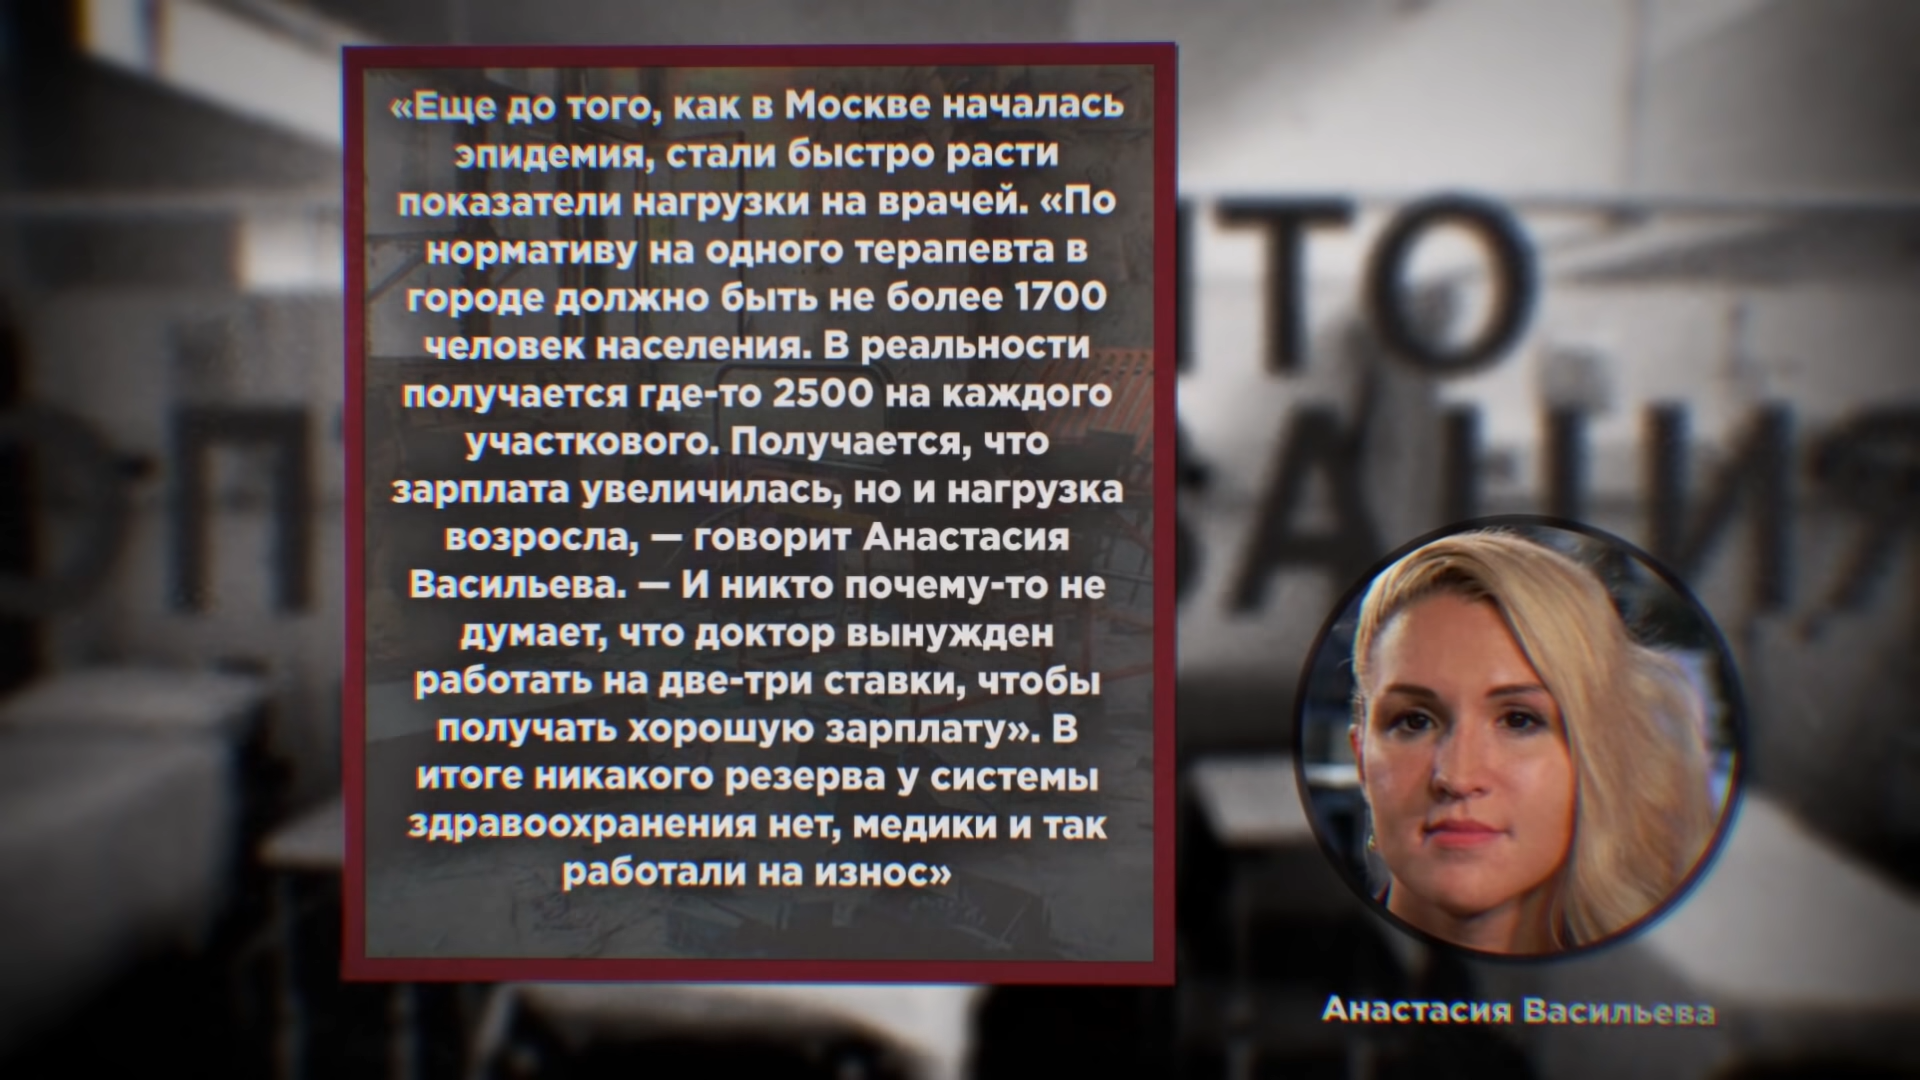 «Еще до того, как в Москве началась
эпидемия, стали быстро расти
показатели нагрузки на врачей. «По
нормативу на одного терапевта в
городе должно быть не более 1700
человек населения. В реальности
получается где-то 2500 на каждого
участкового. Получается, что
зарплата увеличилась, но и нагрузка
возросла, — говорит Анастасия
Васильева. — И никто почему-то не
думает, что доктор вынужден
работать на две-три ставки, чтобы
получать хорошую зарплату». В
итоге никакого резерва у системы
здравоохранения нет, медики и так
работали на износ»
Анастасия Васильева